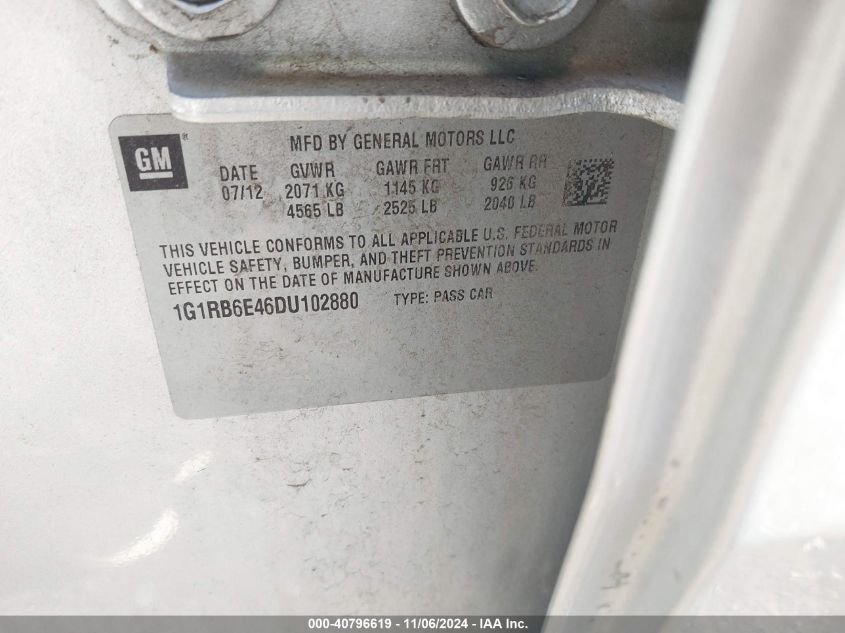 GM
MFD BY GENERAL MOTORS LLC
DATE GVWR GAWR FRT GAWR RR
07/12 2071 KG 1145 KG 926 KG
4565 LB 2525 LB 2040 LB
THIS VEHICLE CONFORMS TO ALL APPLICABLE U.S. FEDERAL MOTOR
VEHICLE SAFETY, BUMPER, AND THEFT PREVENTION STANDARDS IN
EFFECT ON THE DATE OF MANUFACTURE SHOWN ABOVE.
1G1RB6E46DU102880 TYPE: PASS CAR
000-40796619 - 11/06/2024 - IAA Inc.